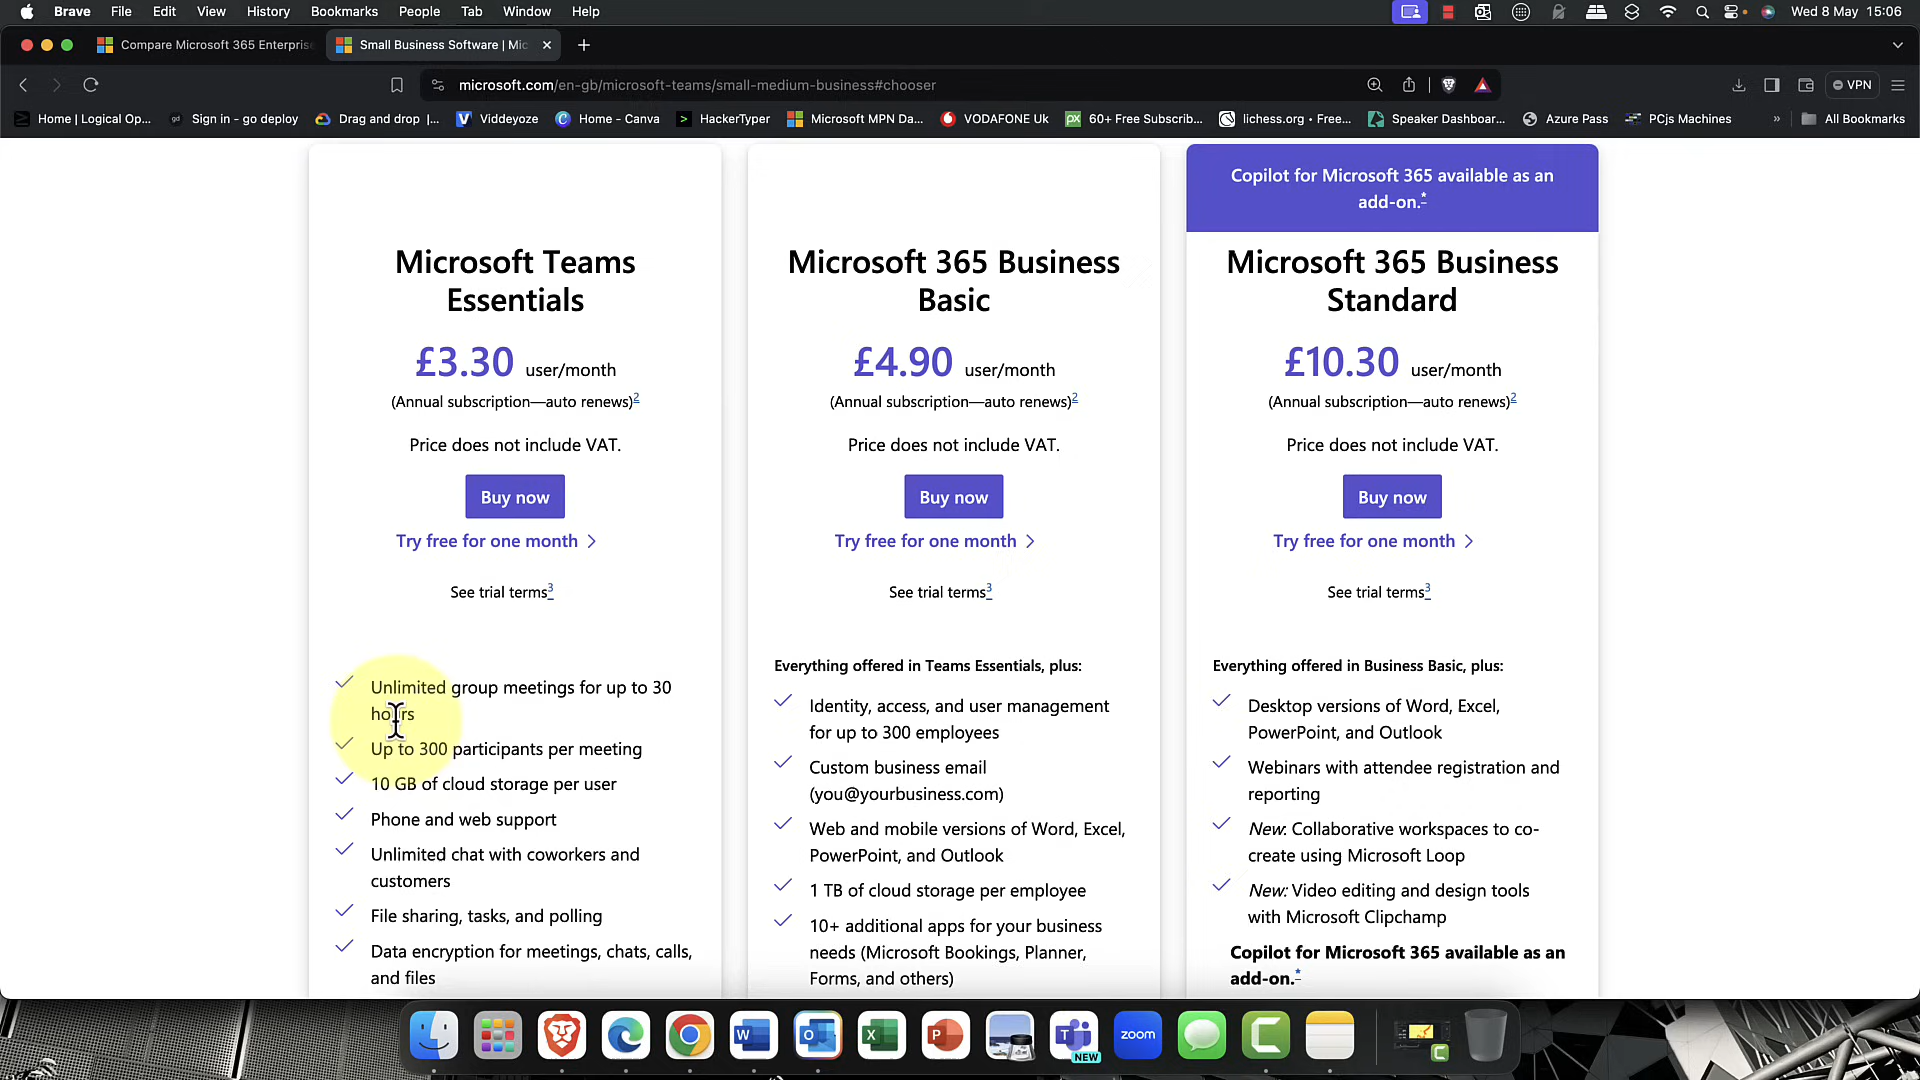 Brave File Edit View History Bookmarks People Tab Window Help Wed 8 May 15:06
Compare Microsoft 365 Enterpris
Small Business Software | Mic
microsoft.com/en-gb/microsoft-teams/small-medium-business#chooser
VPN
Home | Logical Op... Sign in - go deploy Drag and drop |... Viddeyoze Home - Canva HackerTyper Microsoft MPN Da... VODAFONE Uk 60+ Free Subscrib... lichess.org • Free... Speaker Dashboar... Azure Pass PCjs Machines » All Bookmarks
Microsoft Teams
Essentials
£3.30 user/month
(Annual subscription—auto renews)2
Price does not include VAT.
Buy now
Try free for one month
See trial terms3
Unlimited group meetings for up to 30
hours
Up to 300 participants per meeting
10 GB of cloud storage per user
Phone and web support
Unlimited chat with coworkers and
customers
File sharing, tasks, and polling
Data encryption for meetings, chats, calls,
and files
Microsoft 365 Business
Basic
£4.90 user/month
(Annual subscription—auto renews)2
Price does not include VAT.
Buy now
Try free for one month
See trial terms3
Everything offered in Teams Essentials, plus:
Identity, access, and user management
for up to 300 employees
Custom business email
(you@yourbusiness.com)
Web and mobile versions of Word, Excel,
PowerPoint, and Outlook
1 TB of cloud storage per employee
10+ additional apps for your business
needs (Microsoft Bookings, Planner,
Forms, and others)
Copilot for Microsoft 365 available as an
add-on.*
Microsoft 365 Business
Standard
£10.30 user/month
(Annual subscription—auto renews)2
Price does not include VAT.
Buy now
Try free for one month
See trial terms3
Everything offered in Business Basic, plus:
Desktop versions of Word, Excel,
PowerPoint, and Outlook
Webinars with attendee registration and
reporting
New: Collaborative workspaces to co-
create using Microsoft Loop
New: Video editing and design tools
with Microsoft Clipchamp
Copilot for Microsoft 365 available as an
add-on.*
zoom
NEW